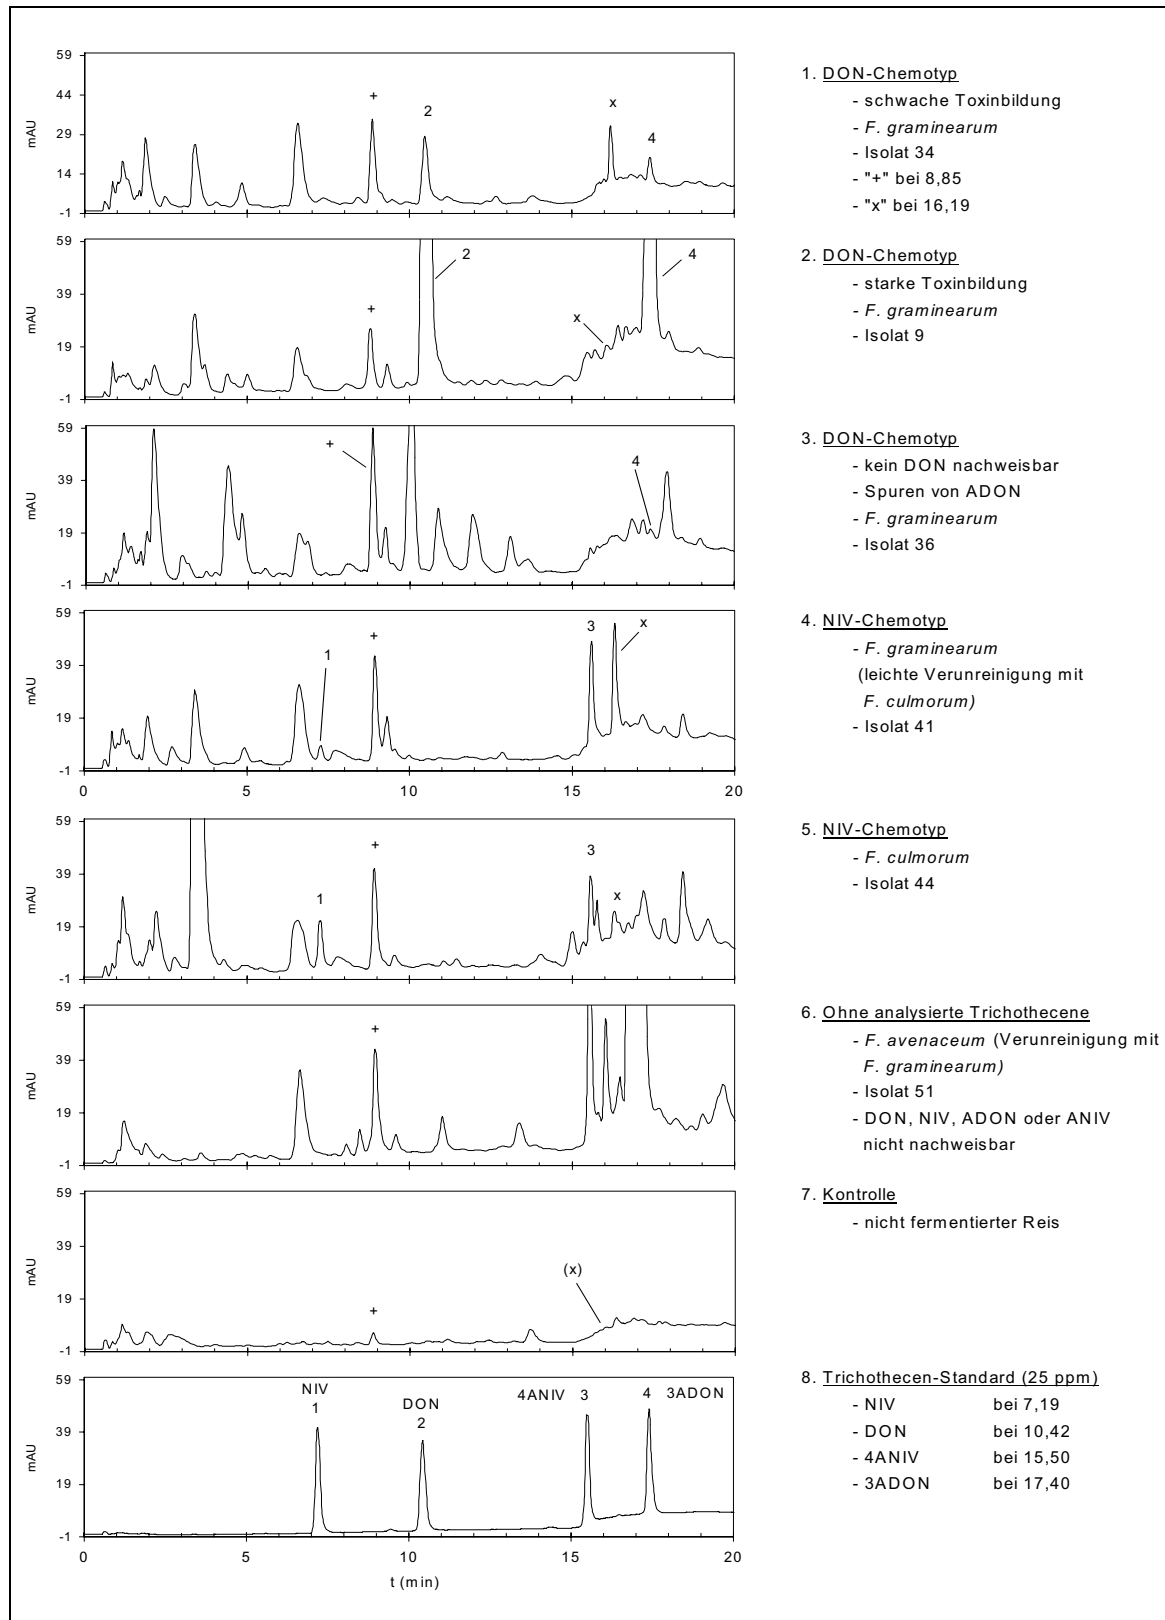 59
44
29
14
-1
mAU
+
2
x
4
1. DON-Chemotyp
- schwache Toxinbildung
- F. graminearum
- Isolat 34
- "+" bei 8,85
- "x" bei 16,19
59
39
19
-1
mAU
+
2
x
4
2. DON-Chemotyp
- starke Toxinbildung
- F. graminearum
- Isolat 9
59
39
19
-1
mAU
+
4
3. DON-Chemotyp
- kein DON nachweisbar
- Spuren von ADON
- F. graminearum
- Isolat 36
59
39
19
-1
mAU
1
+
3
x
0 5 10 15 20
4. NIV-Chemotyp
- F. graminearum
(leichte Verunreinigung mit
F. culmorum)
- Isolat 41
59
39
19
-1
mAU
1
+
3
x
5. NIV-Chemotyp
- F. culmorum
- Isolat 44
59
39
19
-1
mAU
+
6. Ohne analysierte Trichothecene
- F. avenaceum (Verunreinigung mit
F. graminearum)
- Isolat 51
- DON, NIV, ADON oder ANIV
nicht nachweisbar
59
39
19
-1
mAU
+
(x)
7. Kontrolle
- nicht fermentierter Reis
59
39
19
-1
mAU
NIV
1
DON
2
4ANIV 3
4 3ADON
0 5 10 15 20
t (min)
8. Trichothecen-Standard (25 ppm)
- NIV bei 7,19
- DON bei 10,42
- 4ANIV bei 15,50
- 3ADON bei 17,40